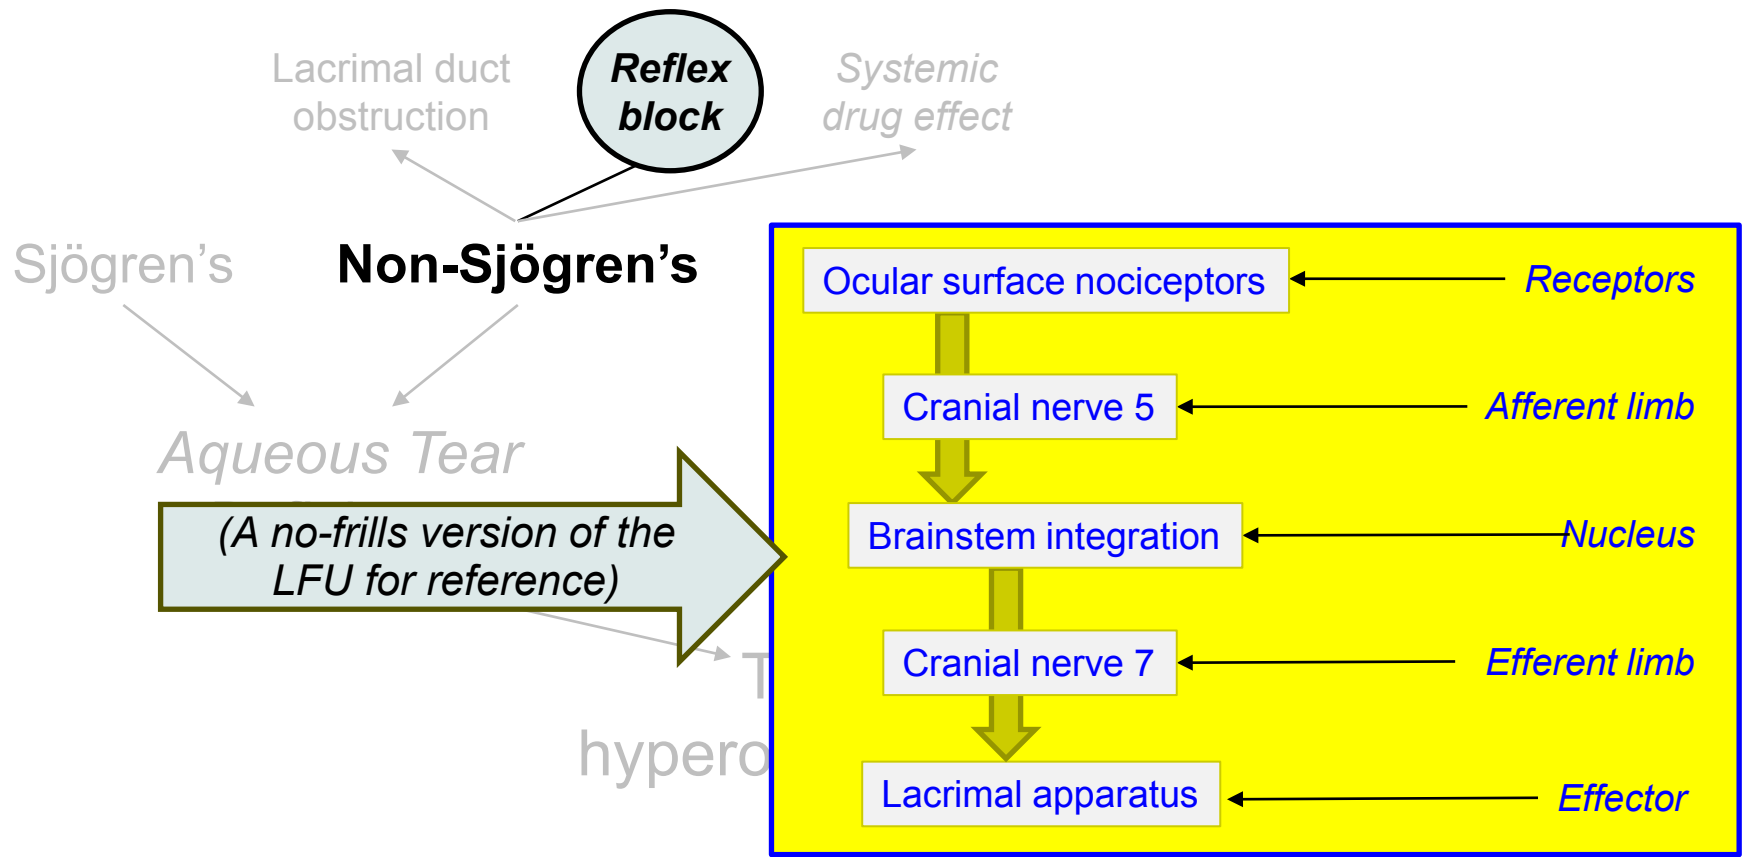 Lacrimal duct
obstruction
Reflex
block
Systemic
drug effect
Sjögren's
Non-Sjögren's
Aqueous Tear
(A no-frills version of the
LFU for reference)
hypero
Ocular surface nociceptors
Receptors
Cranial nerve 5
Afferent limb
Brainstem integration
Nucleus
Cranial nerve 7
Efferent limb
Lacrimal apparatus
Effector